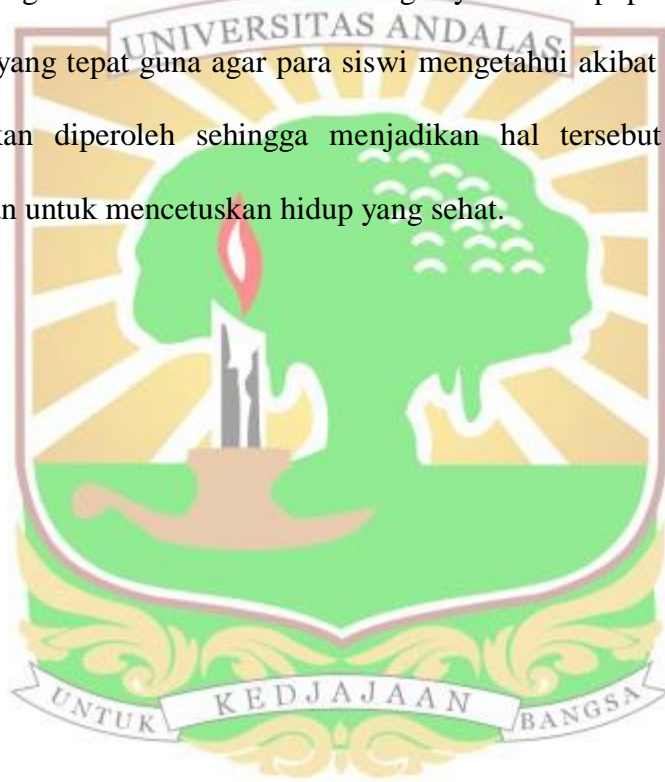 UNIVERSITAS ANDALAS
yang tepat guna agar para siswi mengetahui akibat
diperoleh sehingga menjadikan hal tersebut
untuk mencetuskan hidup yang sehat.
UNTUK KEDJAJAAN BANGSA